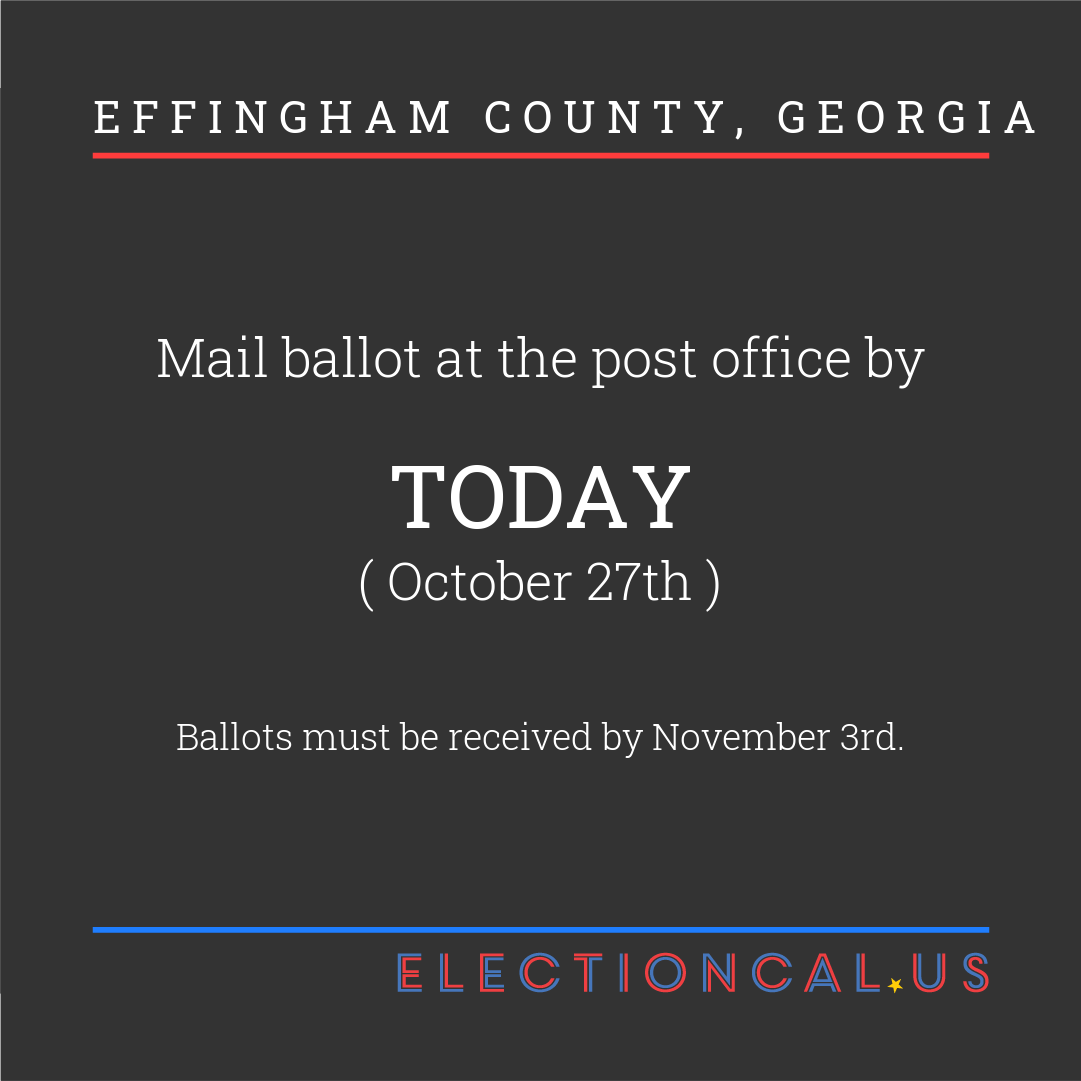 EFFINGHAM COUNTY, GEORGIA
Mail ballot at the post office by
TODAY
( October 27th )
Ballots must be received by November 3rd.
ELECTIONCAL.US